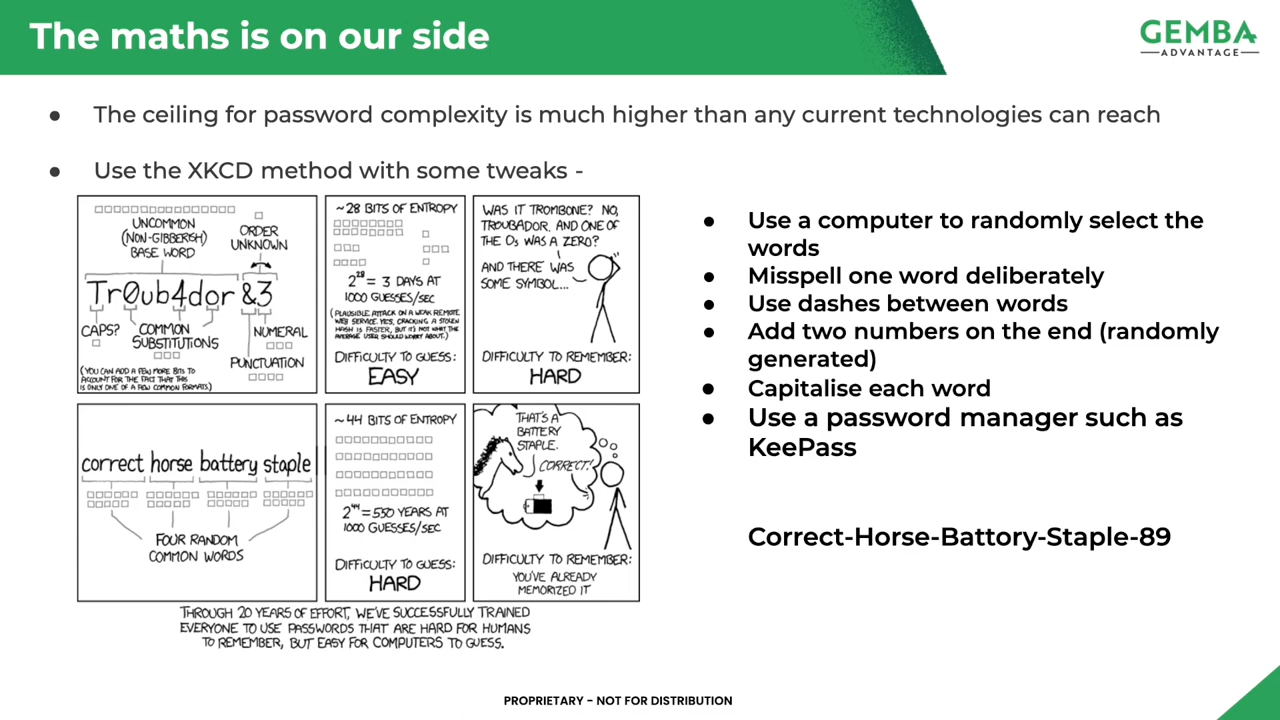 The maths is on our side
GEMBA
ADVANTAGE
● The ceiling for password complexity is much higher than any current technologies can reach
● Use the XKCD method with some tweaks -
UNCOMMON
(NON-GIBBERISH)
BASE WORD
ORDER
UNKNOWN
Tr0ub4dor &3
CAPS?
COMMON
SUBSTITUTIONS
NUMERAL
PUNCTUATION
(YOU CAN ADD A FEW MORE BITS TO
ACCOUNT FOR THE FACT THAT THIS
IS ONLY ONE OF A FEW COMMON FORMATS.)
~28 BITS OF ENTROPY
2²⁸ = 3 DAYS AT
1000 GUESSES/SEC
(PLAUSIBLE ATTACK ON A WEAK REMOTE
WEB SERVICE. YES, CRACKING A STOLEN
HASH IS FASTER, BUT IT'S NOT WHAT THE
AVERAGE USER SHOULD WORRY ABOUT.)
DIFFICULTY TO GUESS:
EASY
WAS IT TROMBONE? NO,
TROUBADOR. AND ONE OF
THE Os WAS A ZERO?
AND THERE WAS
SOME SYMBOL...
DIFFICULTY TO REMEMBER:
HARD
correct horse battery staple
FOUR RANDOM
COMMON WORDS
~44 BITS OF ENTROPY
2⁴⁴ = 550 YEARS AT
1000 GUESSES/SEC
DIFFICULTY TO GUESS:
HARD
THAT'S A
BATTERY
STAPLE.
CORRECT!
DIFFICULTY TO REMEMBER:
YOU'VE ALREADY
MEMORIZED IT
THROUGH 20 YEARS OF EFFORT, WE'VE SUCCESSFULLY TRAINED
EVERYONE TO USE PASSWORDS THAT ARE HARD FOR HUMANS
TO REMEMBER, BUT EASY FOR COMPUTERS TO GUESS.
● Use a computer to randomly select the
words
● Misspell one word deliberately
● Use dashes between words
● Add two numbers on the end (randomly
generated)
● Capitalise each word
● Use a password manager such as
KeePass
Correct-Horse-Battory-Staple-89
PROPRIETARY - NOT FOR DISTRIBUTION